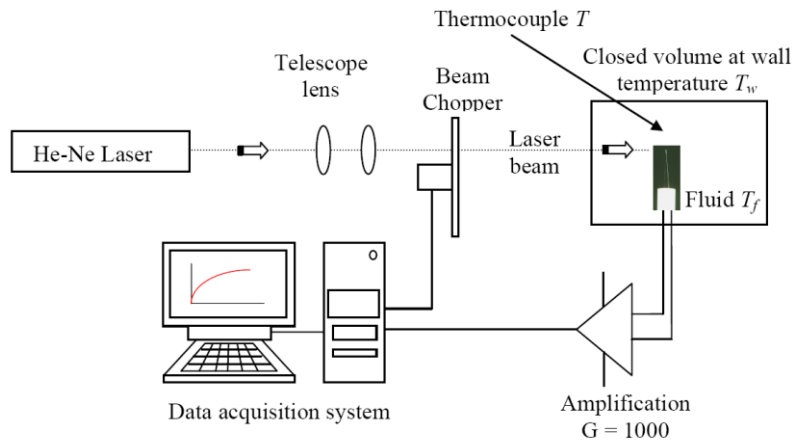 Thermocouple T
Closed volume at wall
temperature Tw
Telescope
lens
Beam
Chopper
He-Ne Laser
Laser
beam
Fluid Tf
Data acquisition system
Amplification
G = 1000